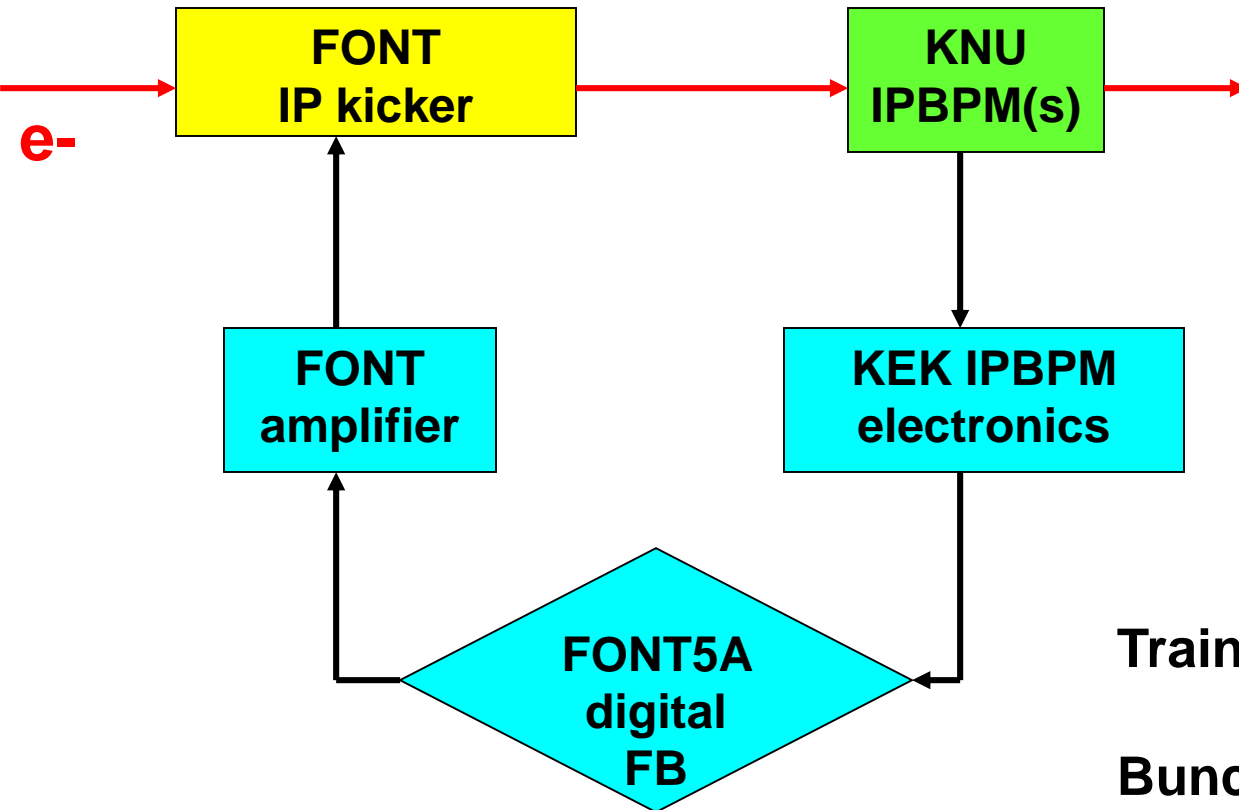 FONT
IP kicker
KNU
IPBPM(s)
e-
FONT
amplifier
KEK IPBPM
electronics
FONT5A
digital
FB
Train
Bunc